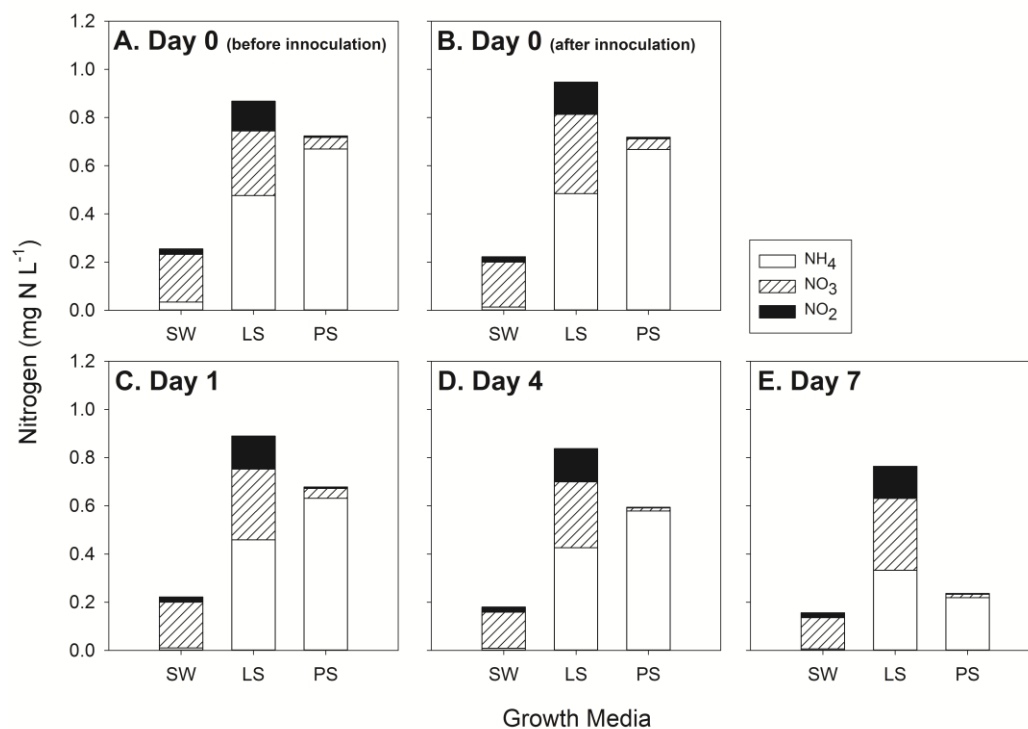 A. Day 0 (before innoculation)
B. Day 0 (after innoculation)
1.2
1.0
0.8
0.6
0.4
0.2
0.0
SW LS PS
SW LS PS
NH4
NO3
NO2
Nitrogen (mg N L-1)
C. Day 1
D. Day 4
E. Day 7
1.2
1.0
0.8
0.6
0.4
0.2
0.0
SW LS PS
SW LS PS
SW LS PS
Growth Media